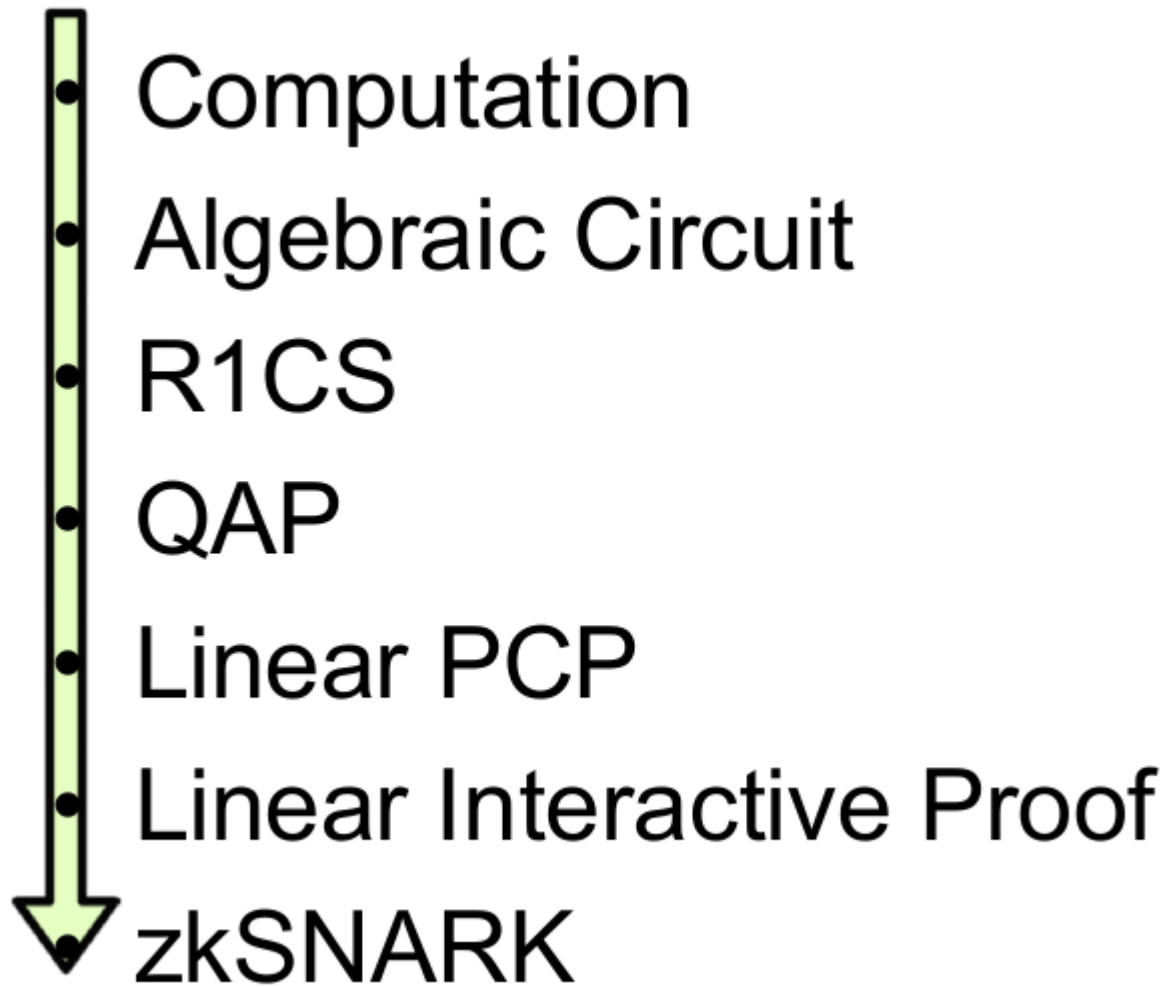 Computation
Algebraic Circuit
R1CS
QAP
Linear PCP
Linear Interactive Proof
zkSNARK